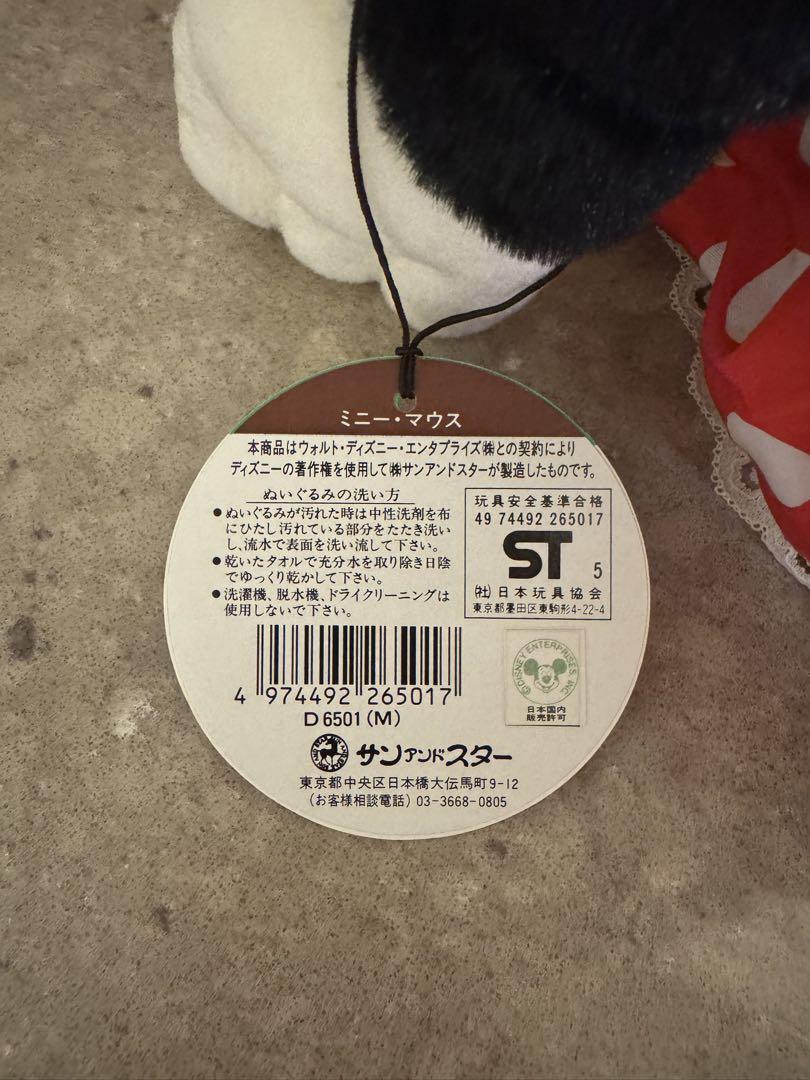 ミニー・マウス
本商品はウォルト・ディズニー・エンタプライズ㈱との契約により
ディズニーの著作権を使用して㈱サンアンドスターが製造したものです。
ぬいぐるみの洗い方
●ぬいぐるみが汚れた時は中性洗剤を布
にひたし汚れている部分をたたき洗い
し、流水で表面を洗い流して下さい。
●乾いたタオルで充分水を取り除き日陰
でゆっくり乾かして下さい。
●洗濯機、脱水機、ドライクリーニングは
使用しないで下さい。
玩具安全基準合格
49 74492 265017
ST 5
㈳日本玩具協会
東京都墨田区東駒形4-22-4
4 974492 265017
D6501(M)
©DISNEY ENTERPRISES, INC.
日本国内
販売許可
サンアンドスター
東京都中央区日本橋大伝馬町9-12
(お客様相談電話) 03-3668-0805